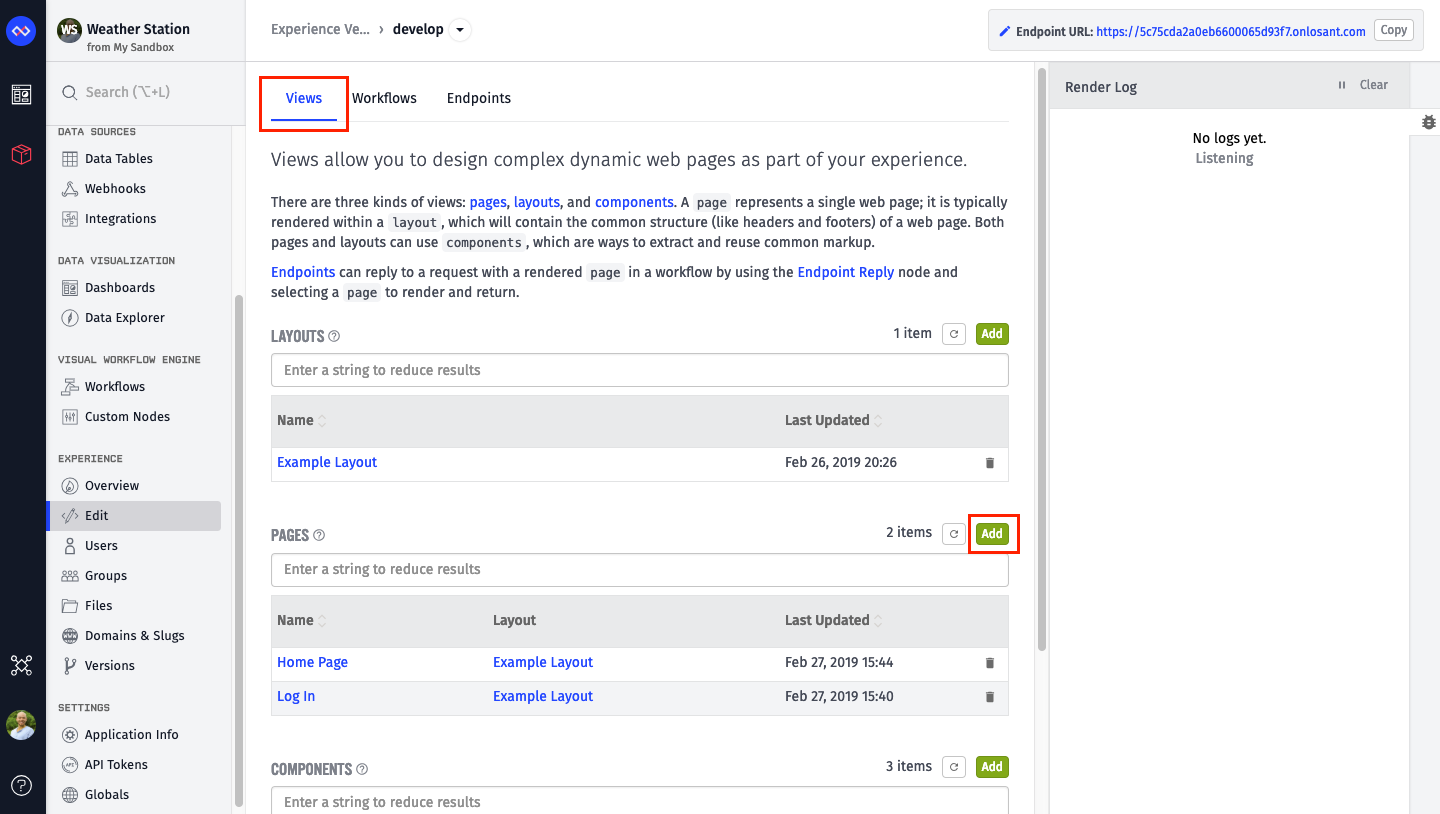 WS Weather Station
from My Sandbox
Search (⌥+L)
DATA SOURCES
Data Tables
Webhooks
Integrations
DATA VISUALIZATION
Dashboards
Data Explorer
VISUAL WORKFLOW ENGINE
Workflows
Custom Nodes
EXPERIENCE
Overview
Edit
Users
Groups
Files
Domains & Slugs
Versions
SETTINGS
Application Info
API Tokens
Globals
Experience Ve... › develop
Endpoint URL: https://5c75cda2a0eb6600065d93f7.onlosant.com Copy
Views Workflows Endpoints
Views allow you to design complex dynamic web pages as part of your experience.
There are three kinds of views: pages, layouts, and components. A page represents a single web page; it is typically
rendered within a layout, which will contain the common structure (like headers and footers) of a web page. Both
pages and layouts can use components, which are ways to extract and reuse common markup.
Endpoints can reply to a request with a rendered page in a workflow by using the Endpoint Reply node and
selecting a page to render and return.
LAYOUTS 1 item Add
Enter a string to reduce results
Name Last Updated
Example Layout Feb 26, 2019 20:26
PAGES 2 items Add
Enter a string to reduce results
Name Layout Last Updated
Home Page Example Layout Feb 27, 2019 15:44
Log In Example Layout Feb 27, 2019 15:40
COMPONENTS 3 items Add
Enter a string to reduce results
Render Log Clear
No logs yet.
Listening